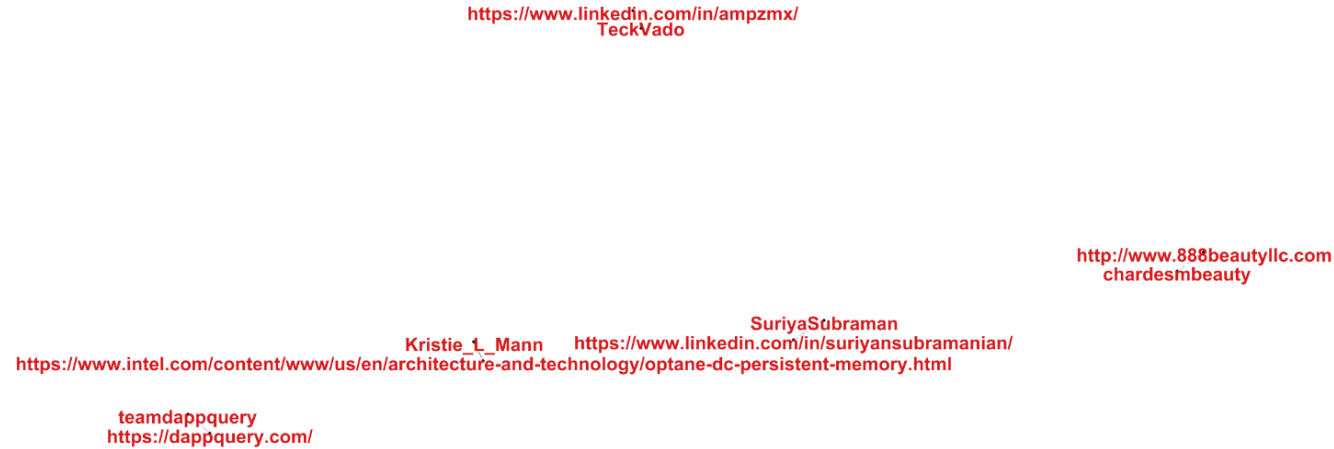 https://www.linkedin.com/in/ampzmx/
TeckVado
http://www.888beautyllc.com
chardesmbeauty
SuriyaSubraman
Kristie_L_Mann
https://www.linkedin.com/in/suriyansubramanian/
https://www.intel.com/content/www/us/en/architecture-and-technology/optane-dc-persistent-memory.html
teamdappquery
https://dappquery.com/